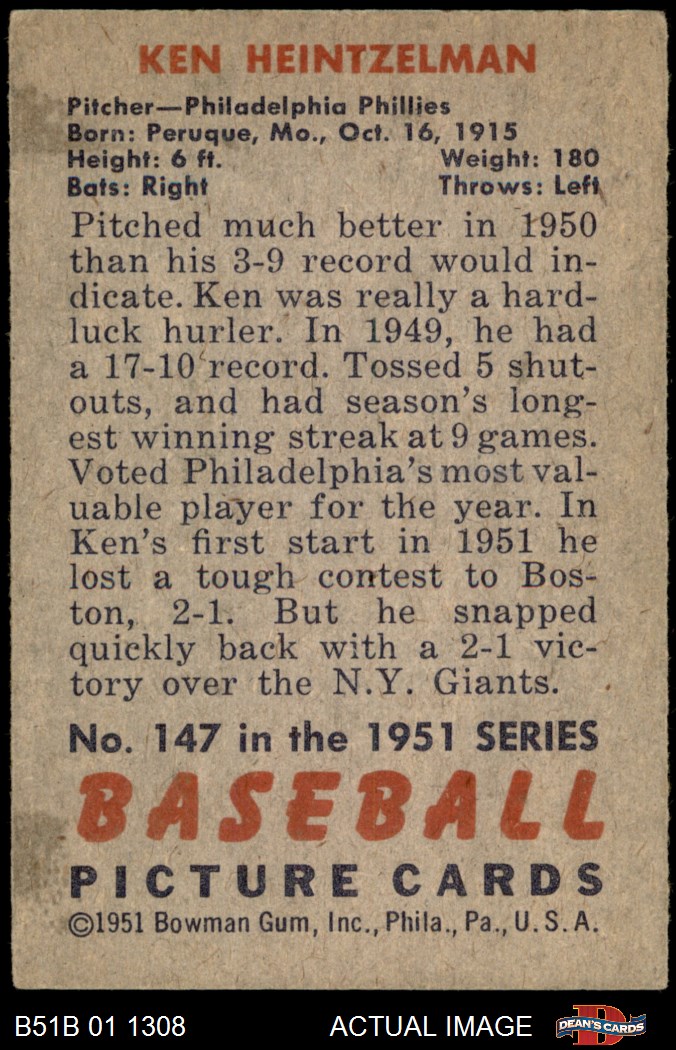 KEN HEINTZELMAN
Pitcher—Philadelphia Phillies
Born: Peruque, Mo., Oct. 16, 1915
Height: 6 ft. Weight: 180
Bats: Right Throws: Left
Pitched much better in 1950
than his 3-9 record would in-
dicate. Ken was really a hard-
luck hurler. In 1949, he had
a 17-10 record. Tossed 5 shut-
outs, and had season's long-
est winning streak at 9 games.
Voted Philadelphia's most val-
uable player for the year. In
Ken's first start in 1951 he
lost a tough contest to Bos-
ton, 2-1. But he snapped
quickly back with a 2-1 vic-
tory over the N.Y. Giants.
No. 147 in the 1951 SERIES
BASEBALL
PICTURE CARDS
©1951 Bowman Gum, Inc., Phila., Pa., U. S. A.
B51B 01 1308 ACTUAL IMAGE D DEAN'S CARDS